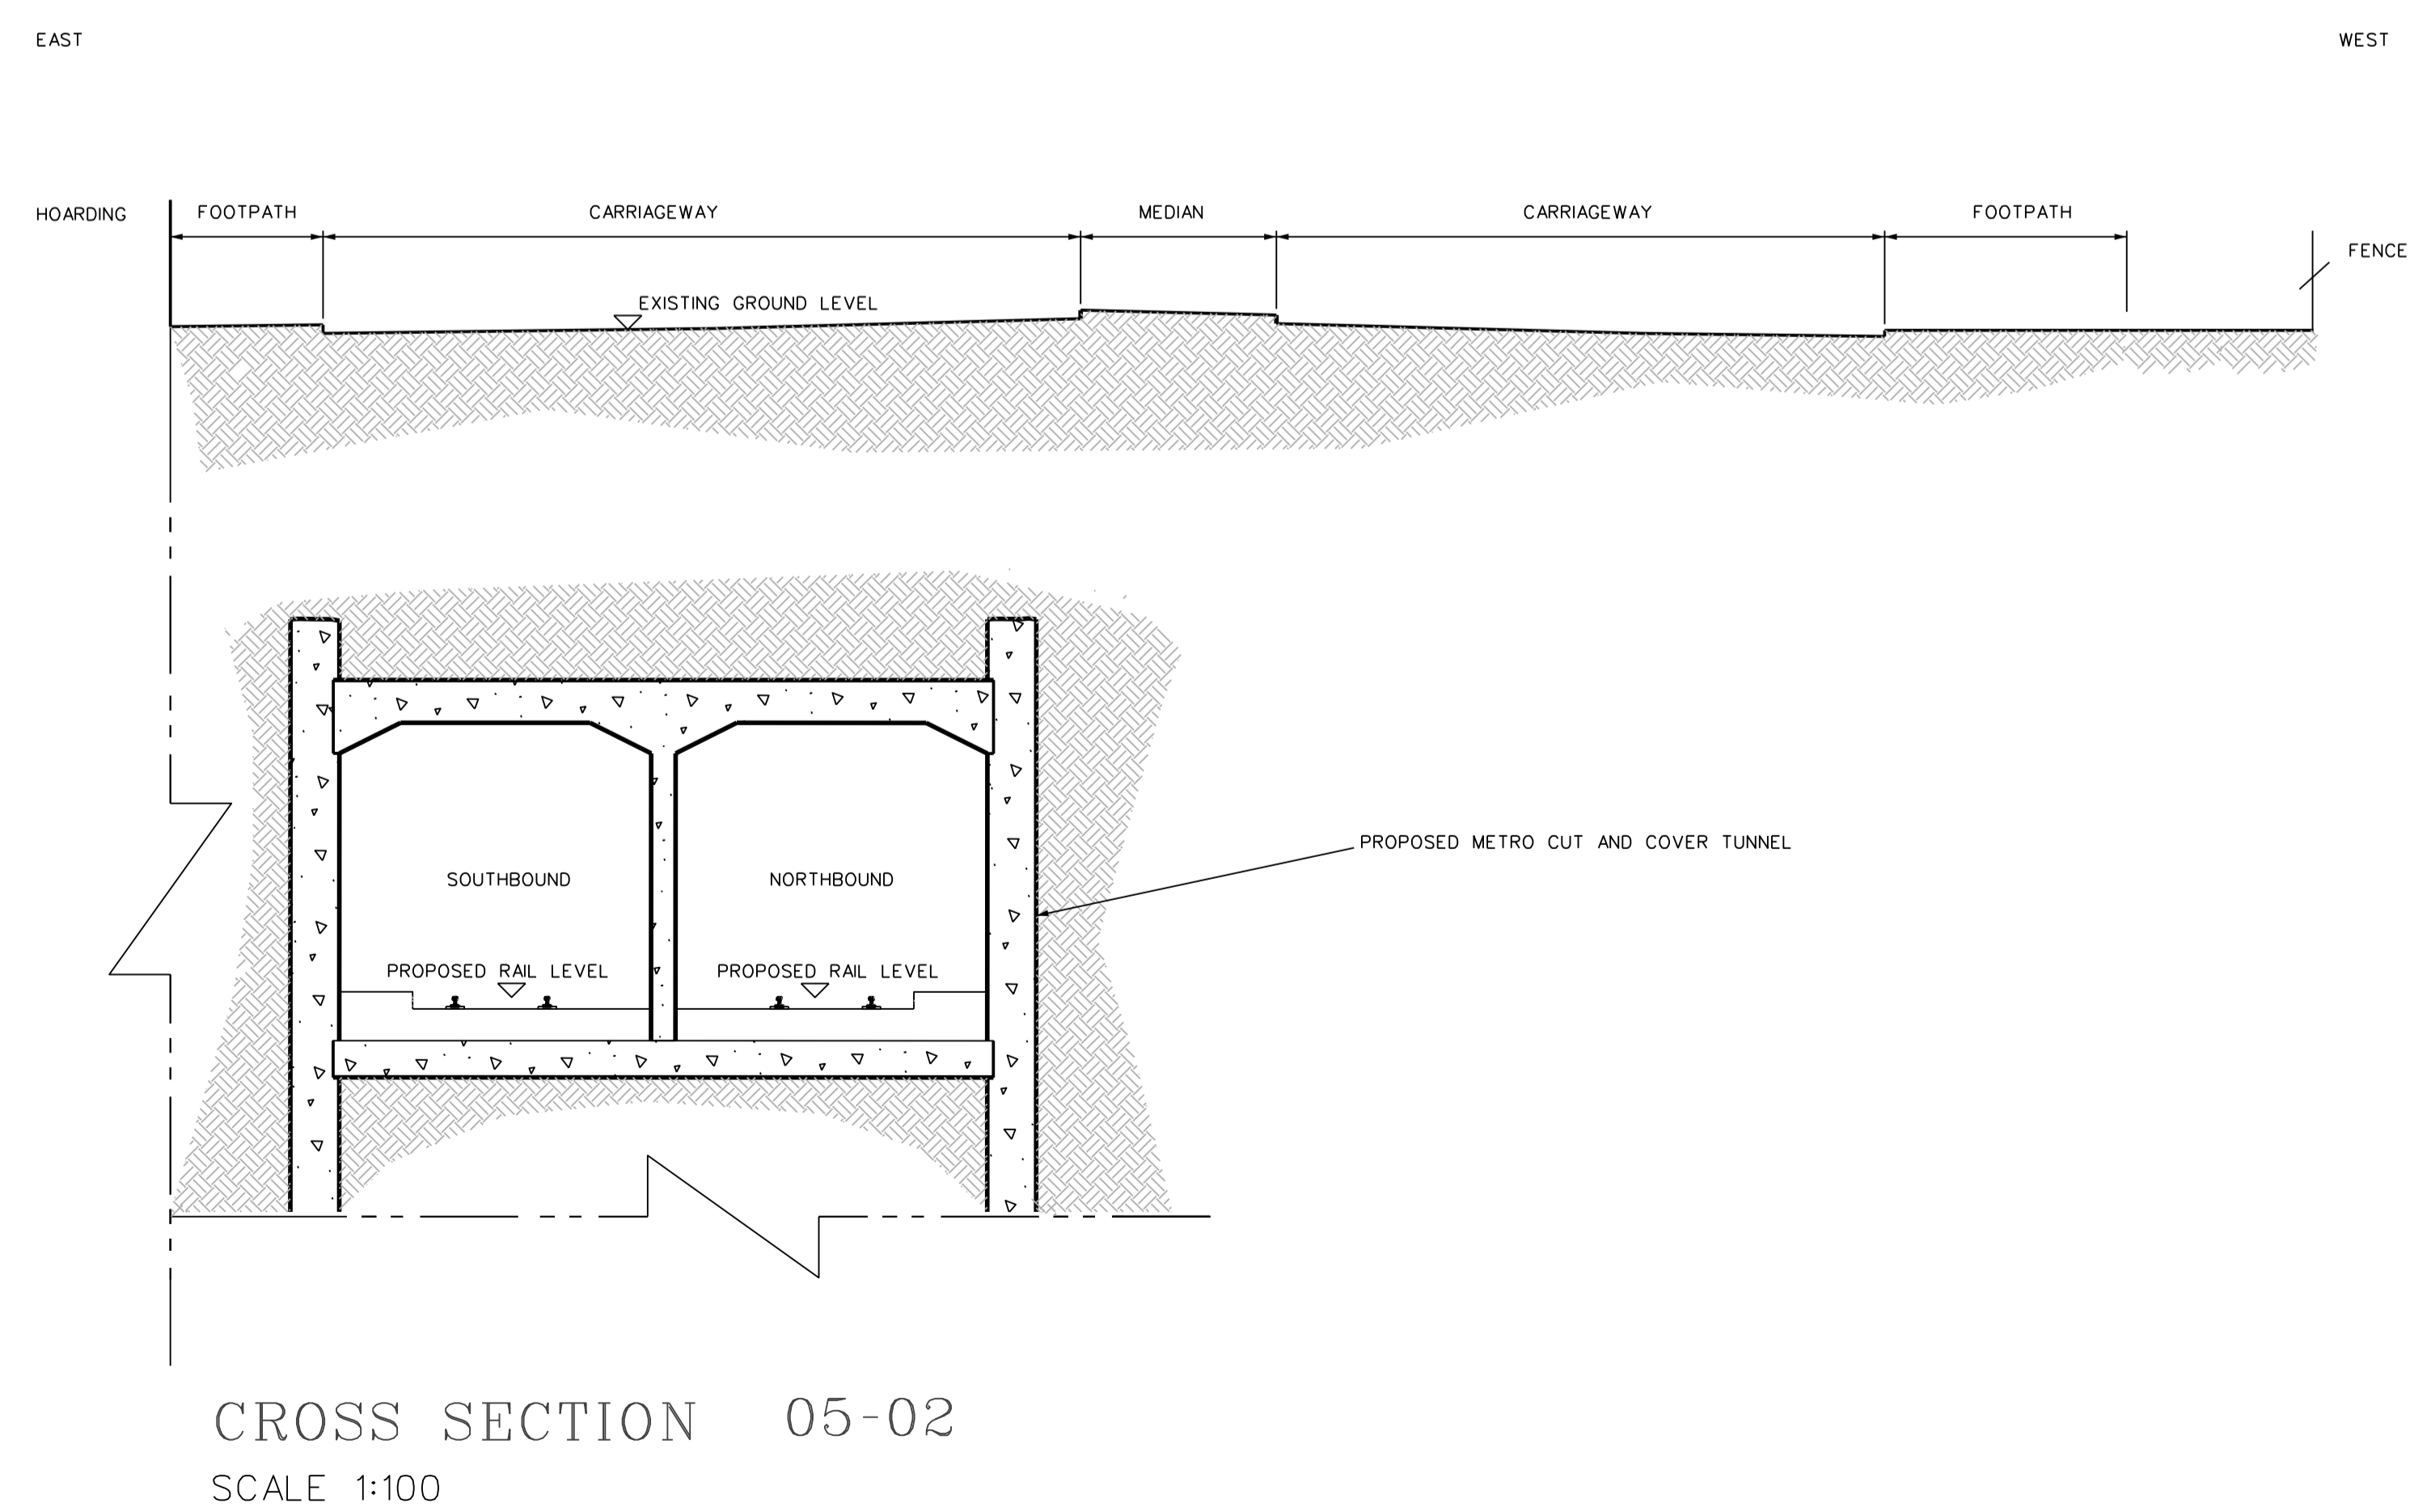 EAST
WEST
HOARDING
FOOTPATH
CARRIAGEWAY
MEDIAN
CARRIAGEWAY
FOOTPATH
FENCE
EXISTING GROUND LEVEL
PROPOSED METRO CUT AND COVER TUNNEL
SOUTHBOUND
NORTHBOUND
PROPOSED RAIL LEVEL
PROPOSED RAIL LEVEL
CROSS SECTION 05-02
SCALE 1:100